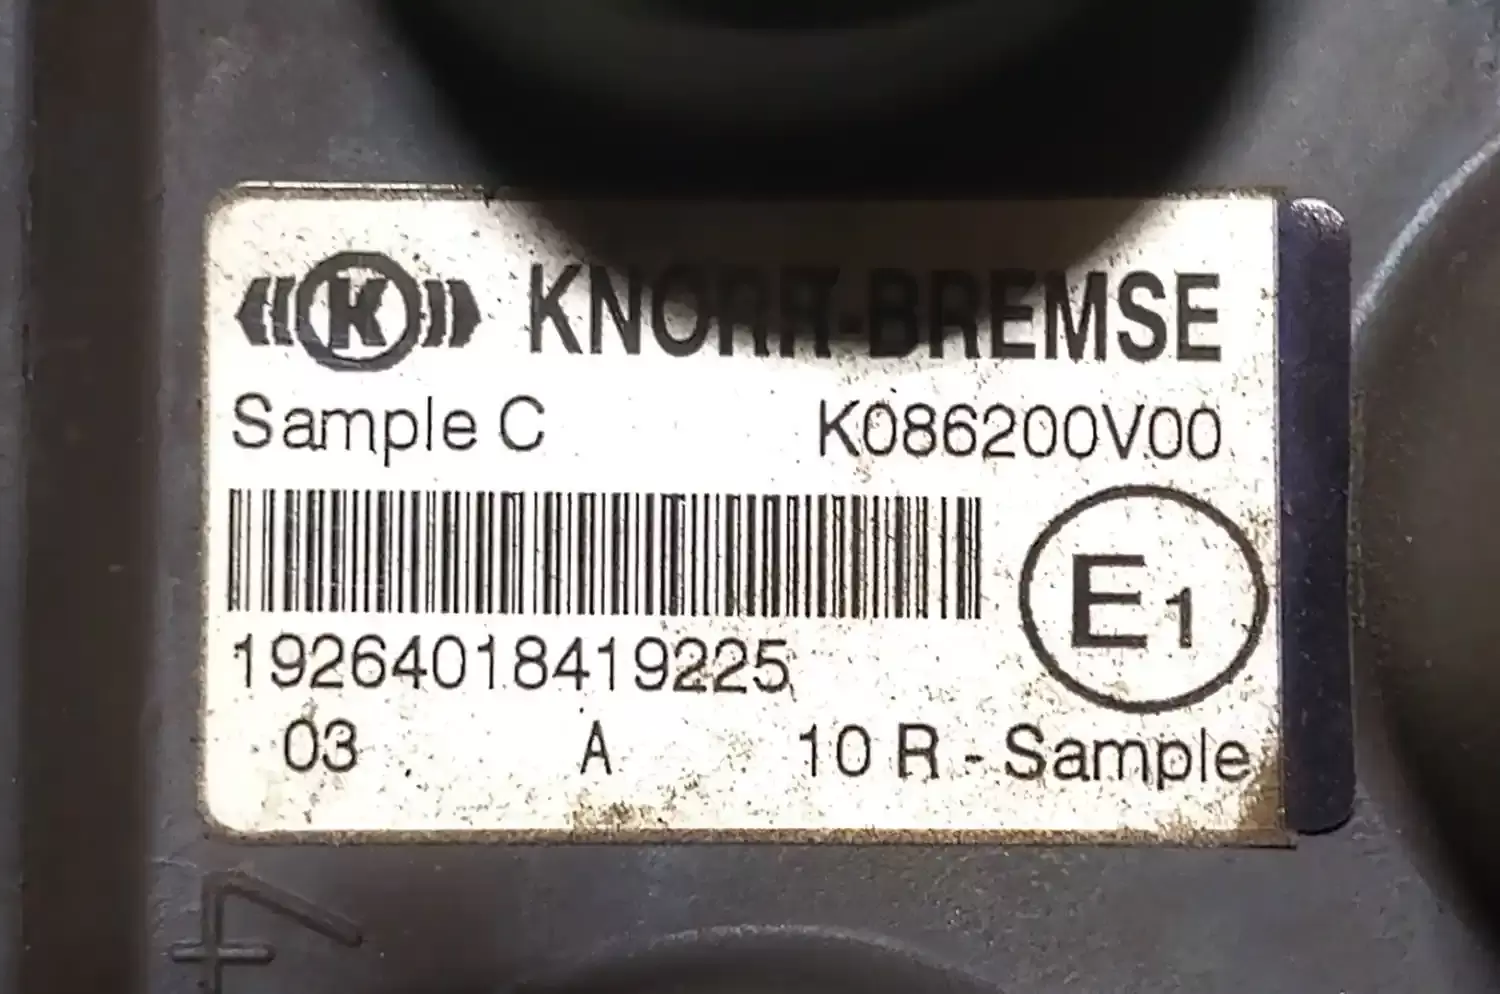 K KNORR-BREMSE
Sample C K086200V00
E1
19264018419225
03 A 10 R - Sample